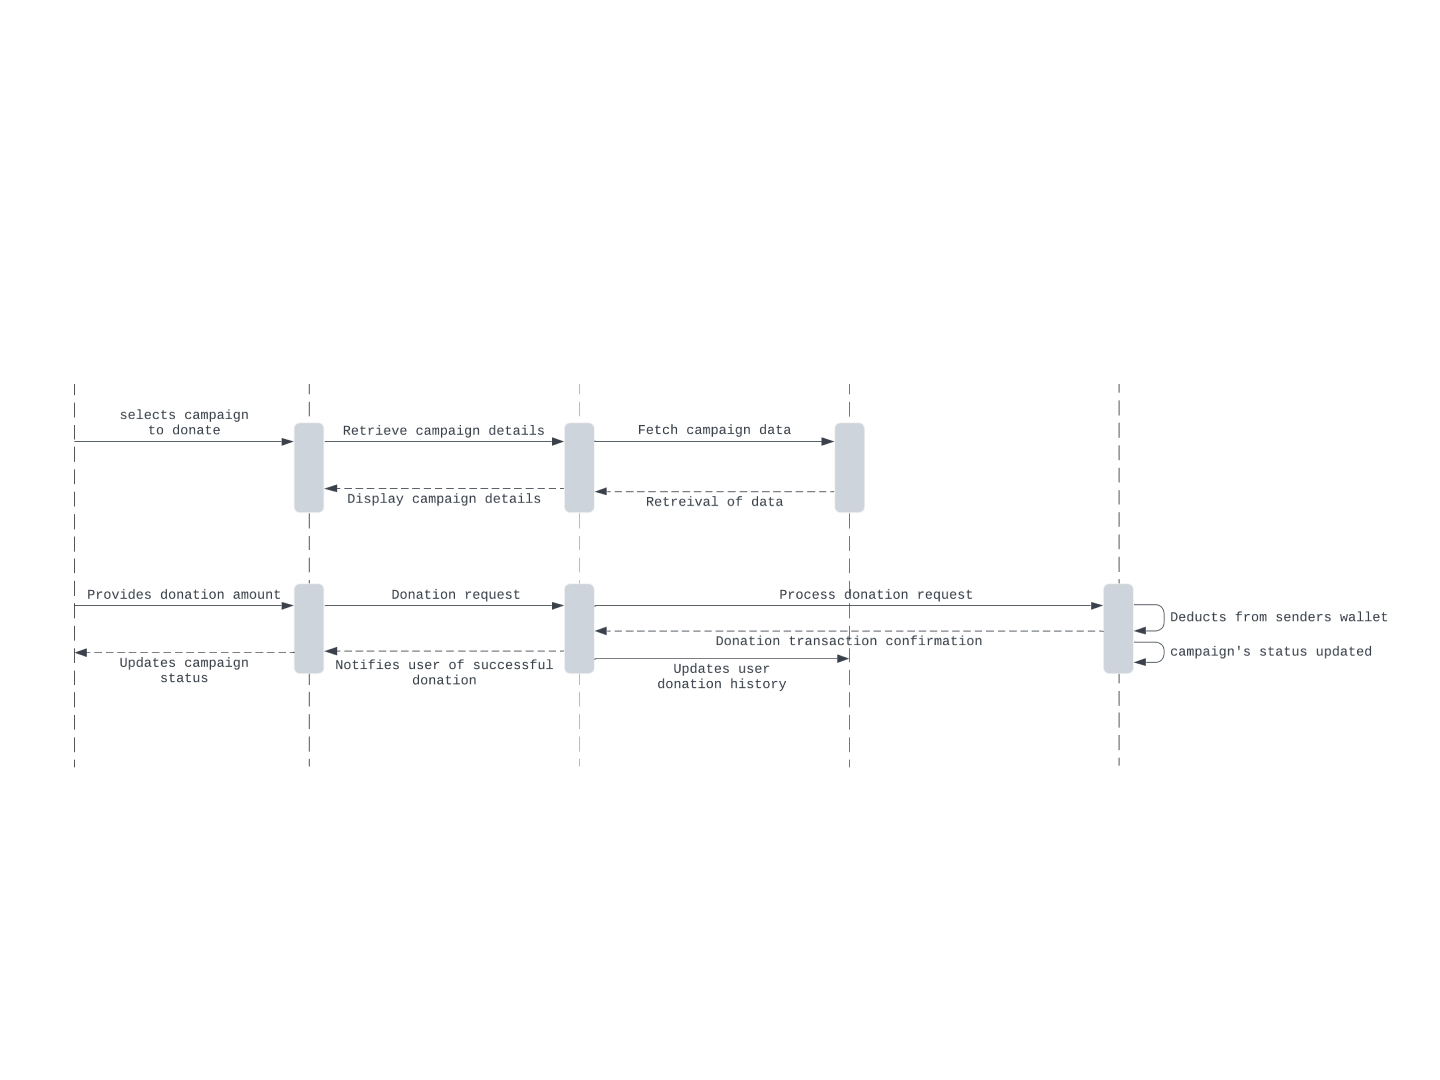 selects campaign
to donate
Retrieve campaign details
Fetch campaign data
Display campaign details
Retreival of data
Provides donation amount
Donation request
Process donation request
Deducts from senders wallet
Donation transaction confirmation
campaign's status updated
Updates campaign
status
Notifies user of successful
donation
Updates user
donation history